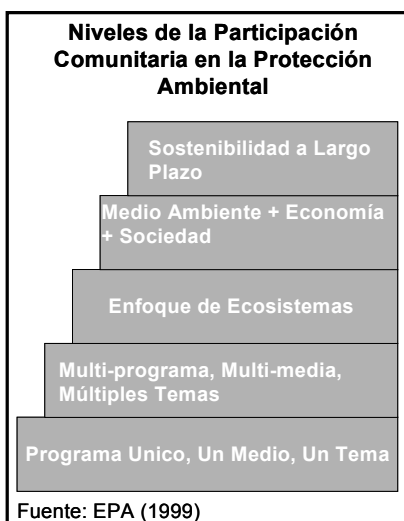 Niveles de la Participación
Comunitaria en la Protección
Ambiental
Sostenibilidad a Largo
Plazo
Medio Ambiente + Economía
+ Sociedad
Enfoque de Ecosistemas
Multi-programa, Multi-media,
Múltiples Temas
Programa Unico, Un Medio, Un Tema
Fuente: EPA (1999)